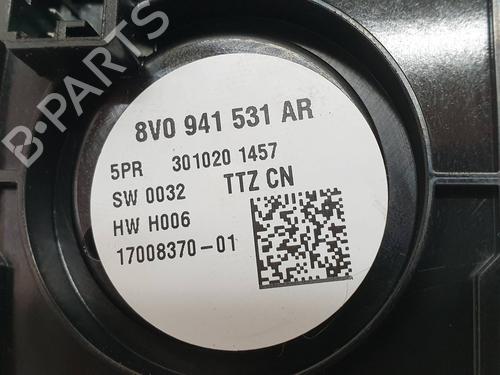 8V0 941 531 AR
5PR 301020 1457
SW 0032 TTZ CN
HW H006
17008370-01
B-PARTS